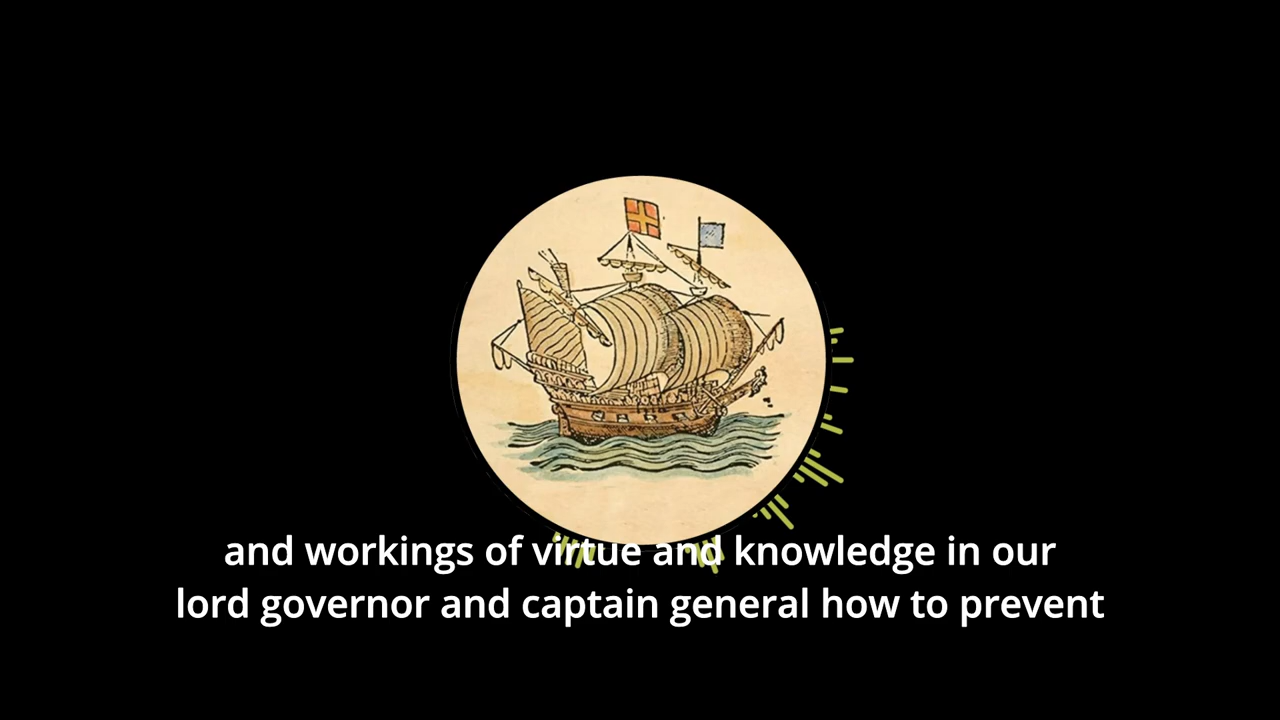 and workings of virtue and knowledge in our
lord governor and captain general how to prevent